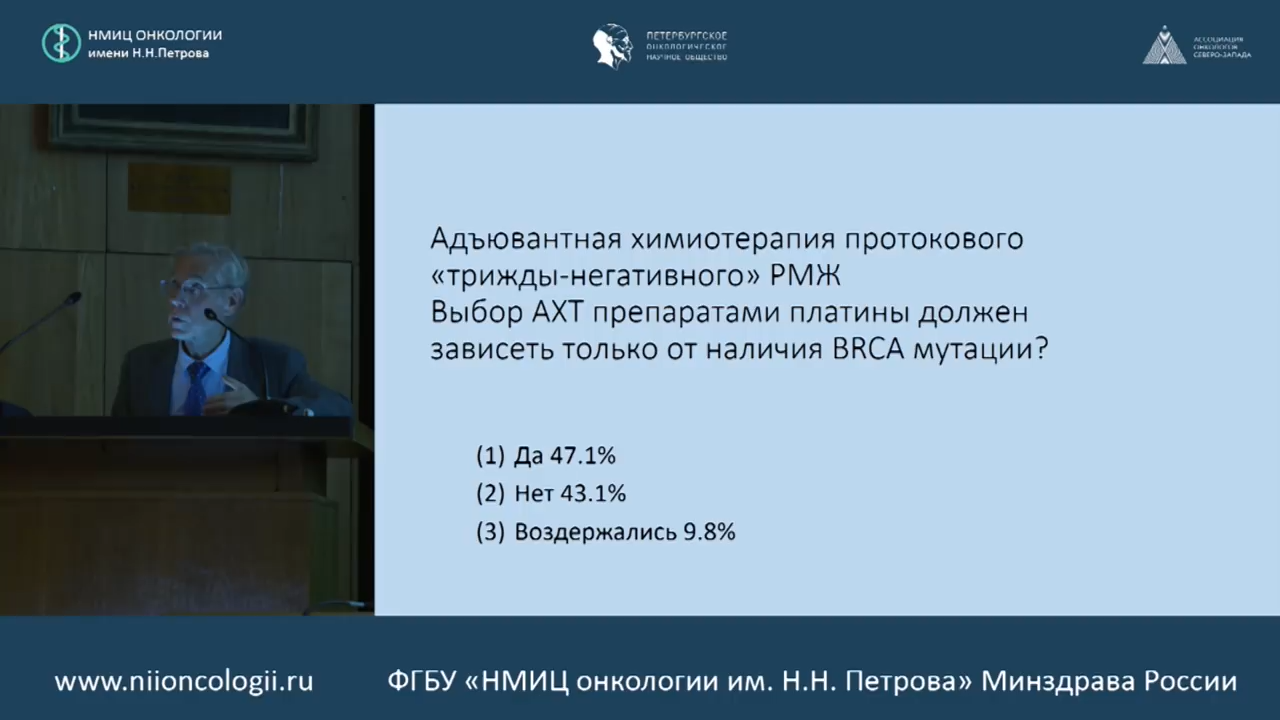 НМИЦ ОНКОЛОГИИ
имени Н.Н.Петрова
ПЕТЕРБУРГСКОЕ
ОНКОЛОГИЧЕСКОЕ
НАУЧНОЕ ОБЩЕСТВО
АССОЦИАЦИЯ
ОНКОЛОГОВ
СЕВЕРО-ЗАПАДА
Адъювантная химиотерапия протокового
«трижды-негативного» РМЖ
Выбор АХТ препаратами платины должен
зависеть только от наличия BRCA мутации?
(1) Да 47.1%
(2) Нет 43.1%
(3) Воздержались 9.8%
www.niioncologii.ru
ФГБУ «НМИЦ онкологии им. Н.Н. Петрова» Минздрава России